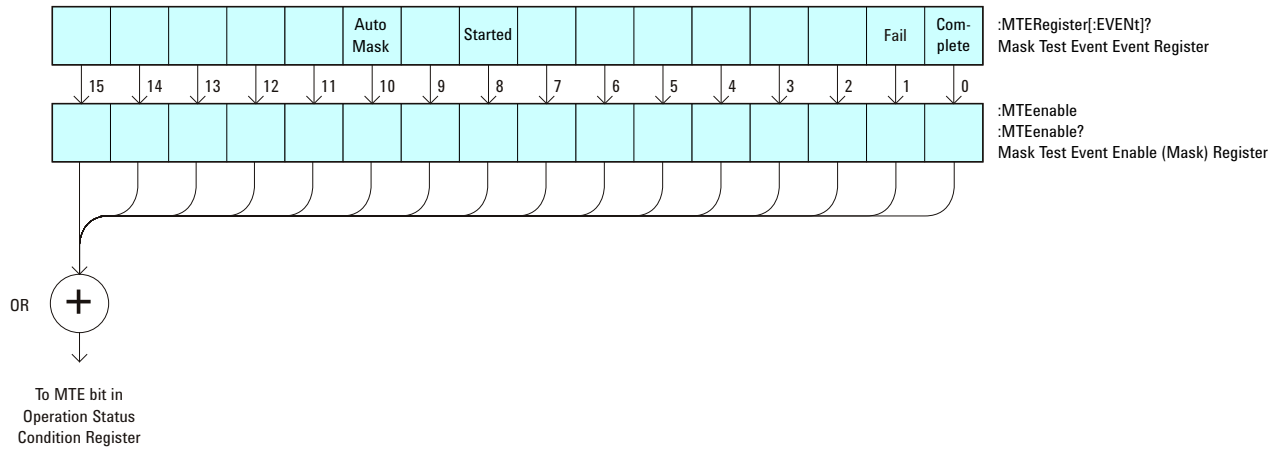 Auto
Mask
Started
Fail
Com-
plete
:MTERegister[:EVENt]?
Mask Test Event Event Register
15 14 13 12 11 10 9 8 7 6 5 4 3 2 1 0
:MTEenable
:MTEenable?
Mask Test Event Enable (Mask) Register
OR
+
To MTE bit in
Operation Status
Condition Register